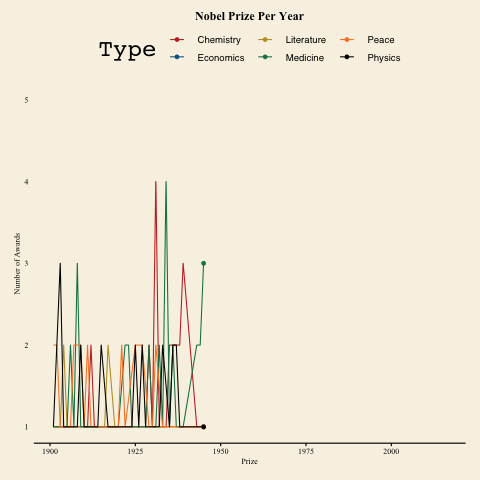 Nobel Prize Per Year
Type
Chemistry
Literature
Peace
Economics
Medicine
Physics
5
4
3
2
1
Number of Awards
1900
1925
1950
1975
2000
Prize